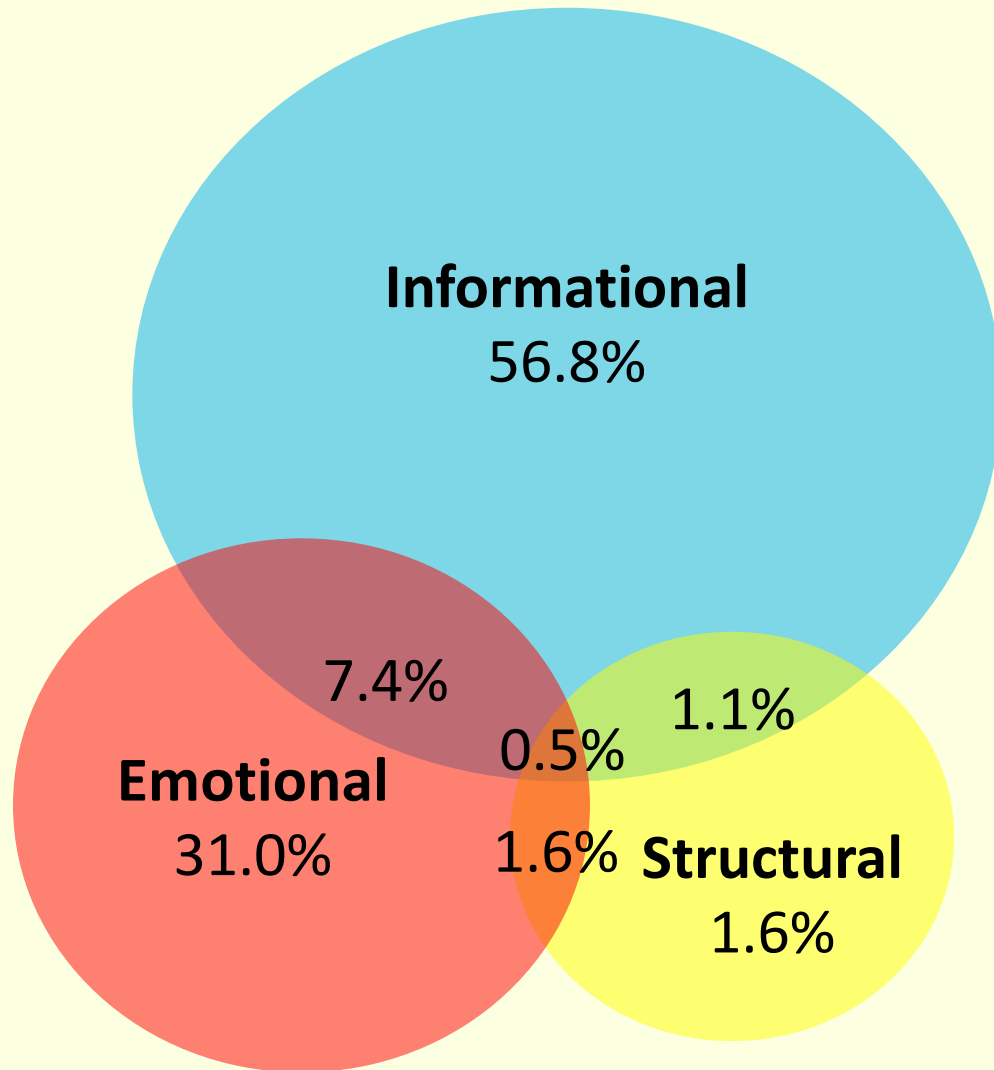 Informational
56.8%
7.4%
1.1%
0.5%
Emotional
31.0%
1.6%
Structural
1.6%